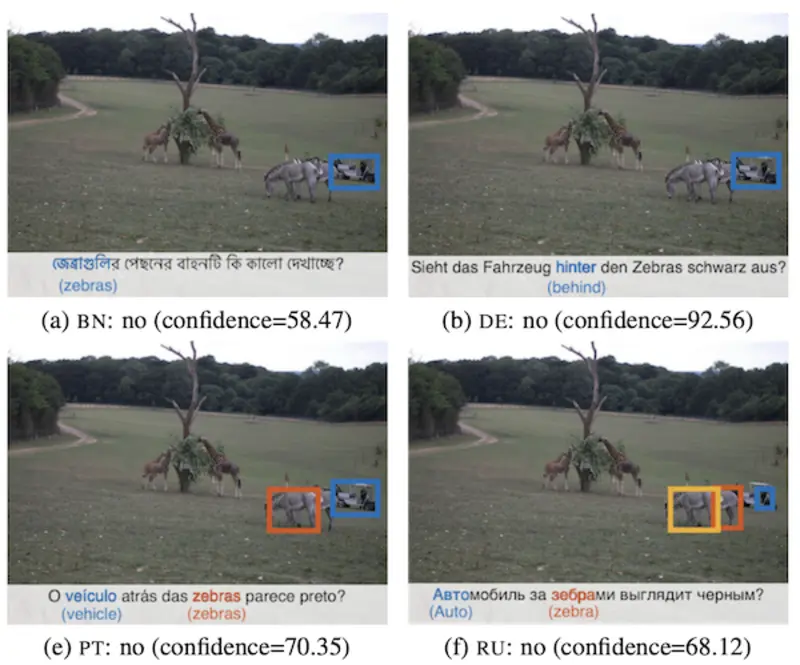 জেব্রাগুলির পেছনের বাহনটি কি কালো দেখাচ্ছে?
(zebras)
(a) BN: no (confidence=58.47)
Sieht das Fahrzeug hinter den Zebras schwarz aus?
(behind)
(b) DE: no (confidence=92.56)
O veículo atrás das zebras parece preto?
(vehicle) (zebras)
(e) PT: no (confidence=70.35)
Автомобиль за зебрами выглядит черным?
(Auto) (zebra)
(f) RU: no (confidence=68.12)